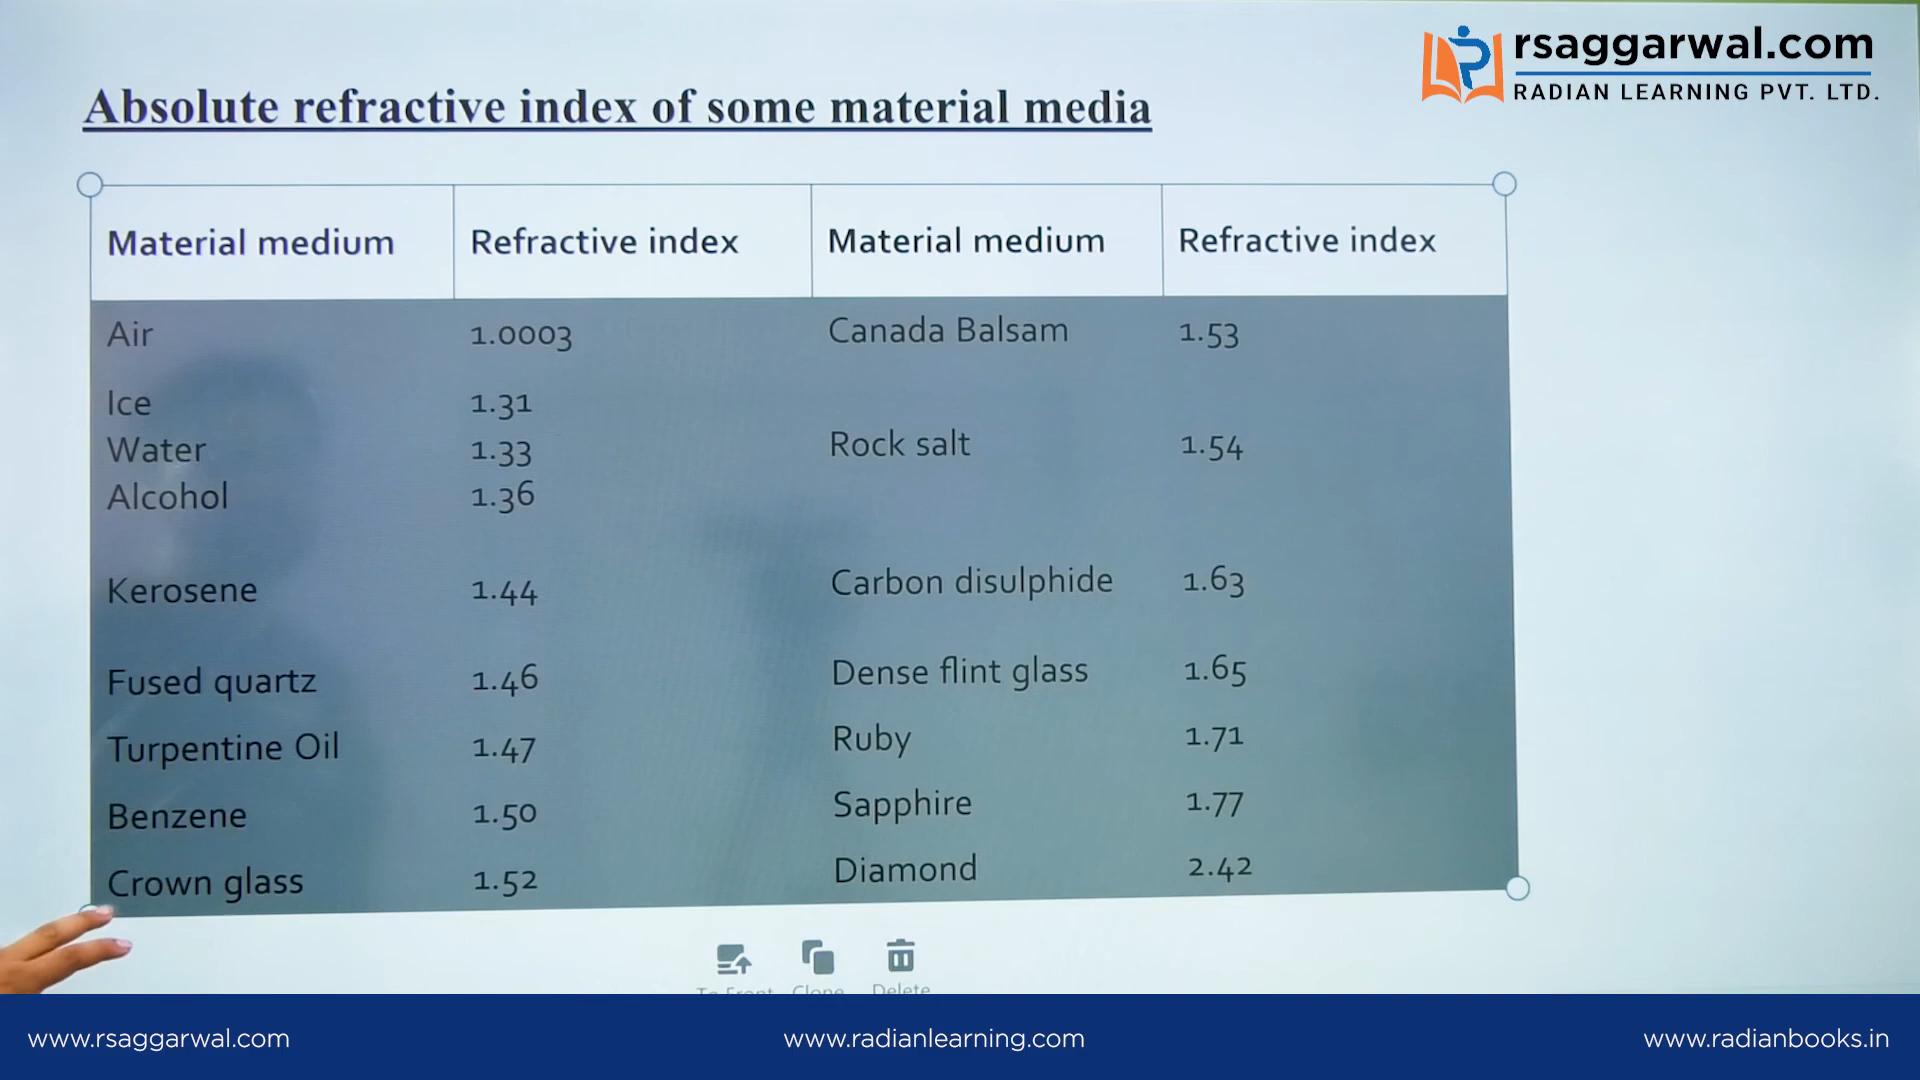 rsaggarwal.com
RADIAN LEARNING PVT. LTD.
Absolute refractive index of some material media
Material medium Refractive index Material medium Refractive index
Air 1.0003 Canada Balsam 1.53
Ice 1.31
Water 1.33 Rock salt 1.54
Alcohol 1.36
Kerosene 1.44 Carbon disulphide 1.63
Fused quartz 1.46 Dense flint glass 1.65
Turpentine Oil 1.47 Ruby 1.71
Benzene 1.50 Sapphire 1.77
Crown glass 1.52 Diamond 2.42
To Front Clone Delete
www.rsaggarwal.com www.radianlearning.com www.radianbooks.in